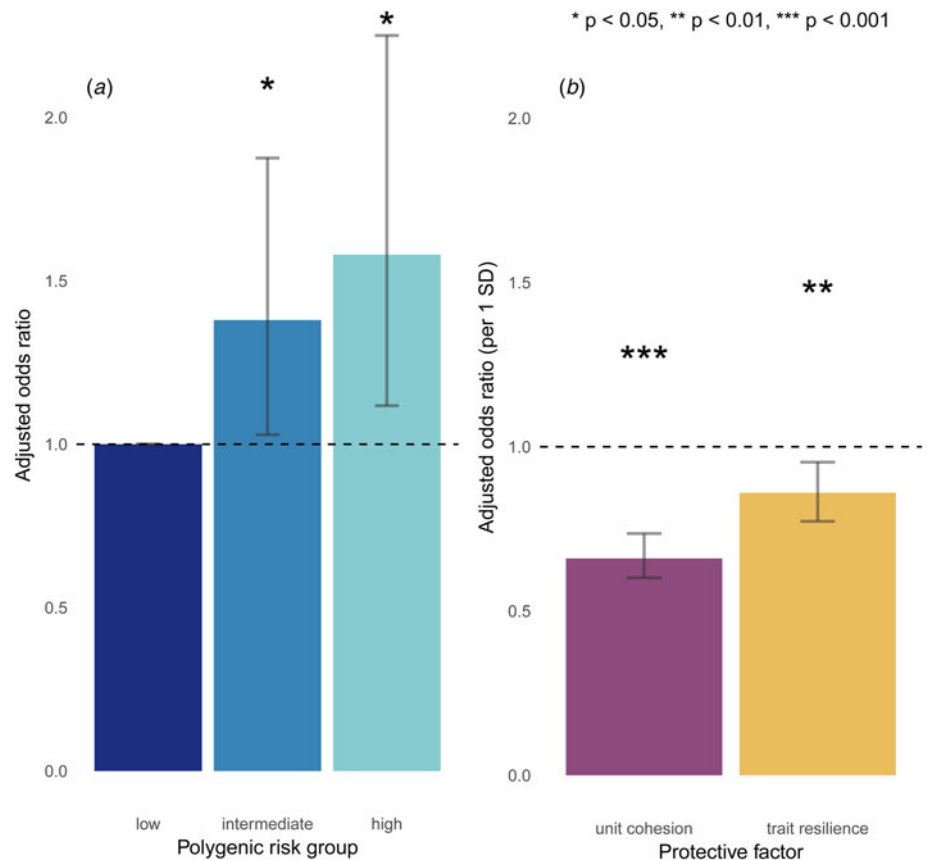 * p < 0.05, ** p < 0.01, *** p < 0.001
(a)
*
*
Adjusted odds ratio
2.0
1.5
1.0
0.5
0.0
low intermediate high
Polygenic risk group
(b)
***
**
Adjusted odds ratio (per 1 SD)
2.0
1.5
1.0
0.5
0.0
unit cohesion trait resilience
Protective factor